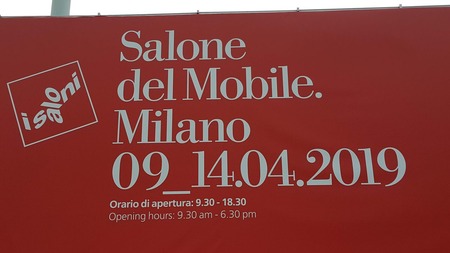 Salone
del Mobile.
Milano
09_14.04.2019
Orario di apertura: 9.30 - 18.30
Opening hours: 9.30 am - 6.30 pm
i saloni